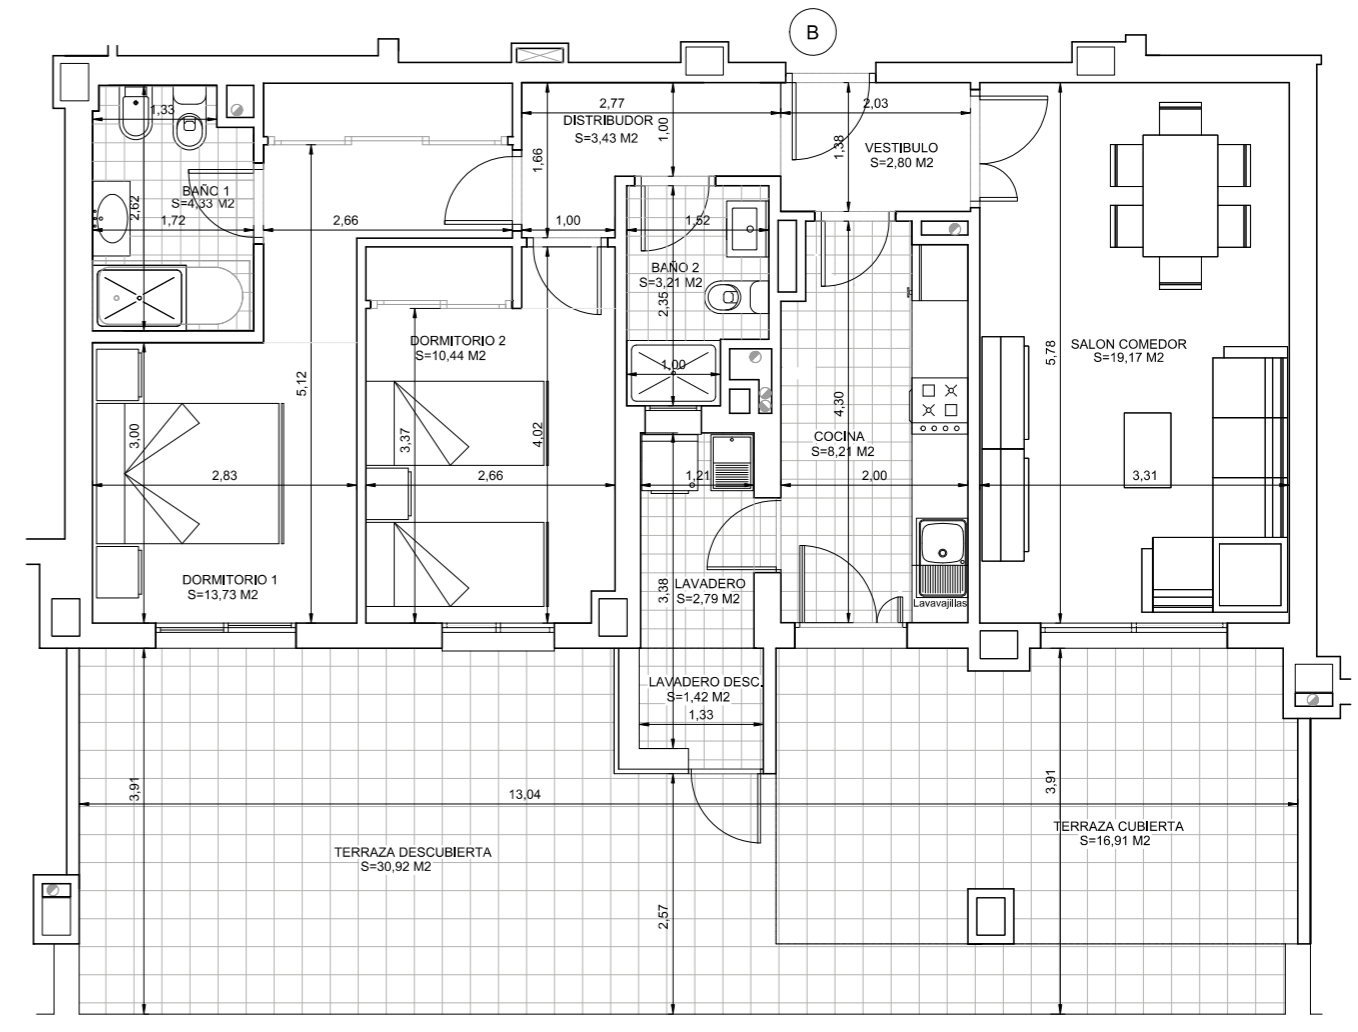 B
1,33
2,77
DISTRIBUDOR
S=3,43 M2
1,00
2,03
1,38
VESTIBULO
S=2,80 M2
1,66
BAÑO 1
S=4,33 M2
2,62
1,72
2,66
1,00
1,52
BAÑO 2
S=3,21 M2
2,35
DORMITORIO 2
S=10,44 M2
5,78
SALON COMEDOR
S=19,17 M2
1,00
5,12
4,30
3,00
3,37
4,02
COCINA
S=8,21 M2
2,83
2,66
1,21
2,00
3,31
DORMITORIO 1
S=13,73 M2
3,38
LAVADERO
S=2,79 M2
Lavavajillas
LAVADERO DESC.
S=1,42 M2
1,33
3,91
13,04
3,91
TERRAZA DESCUBIERTA
S=30,92 M2
TERRAZA CUBIERTA
S=16,91 M2
2,57